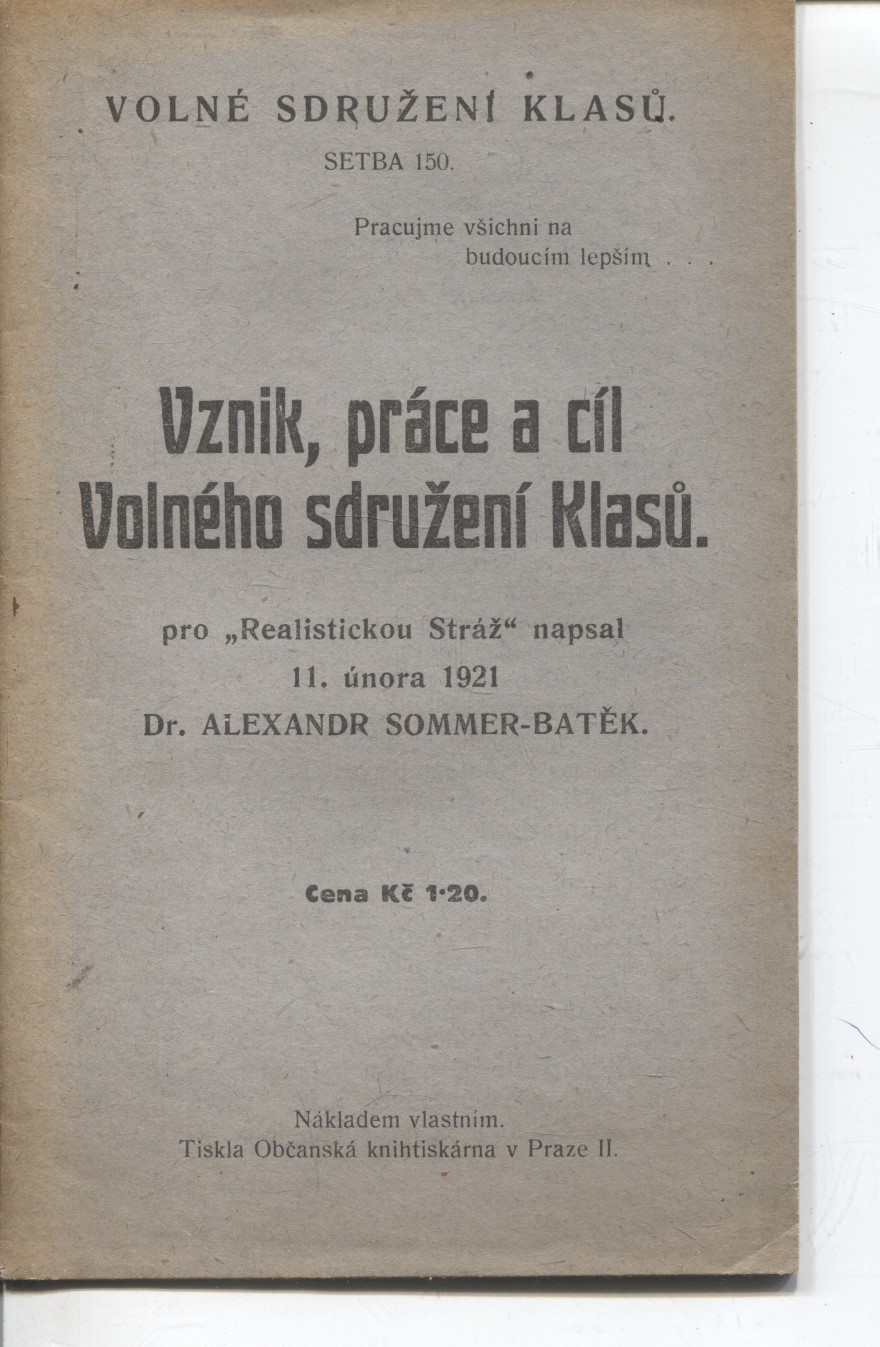 VOLNÉ SDRUŽENÍ KLASŮ.
SETBA 150.
Pracujme všichni na
budoucím lepším . . .
Vznik, práce a cíl
Volného sdružení Klasů.
pro „Realistickou Stráž“ napsal
11. února 1921
Dr. ALEXANDR SOMMER-BATĚK.
Cena Kč 1·20.
Nákladem vlastním.
Tiskla Občanská knihtiskárna v Praze II.